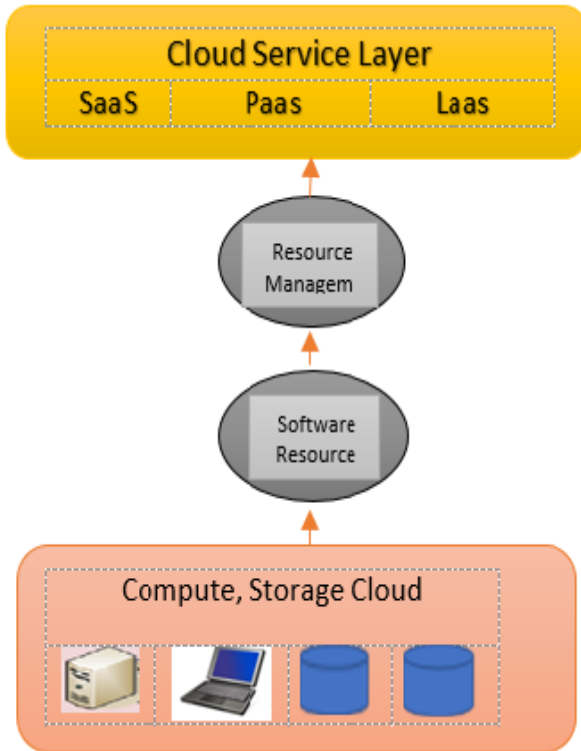 Cloud Service Layer
SaaS Paas Laas
Resource
Managem
Software
Resource
Compute, Storage Cloud